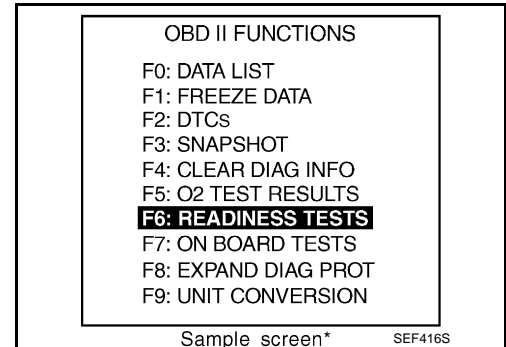 OBD II FUNCTIONS
F0: DATA LIST
F1: FREEZE DATA
F2: DTCs
F3: SNAPSHOT
F4: CLEAR DIAG INFO
F5: O2 TEST RESULTS
F6: READINESS TESTS
F7: ON BOARD TESTS
F8: EXPAND DIAG PROT
F9: UNIT CONVERSION
Sample screen* SEF416S